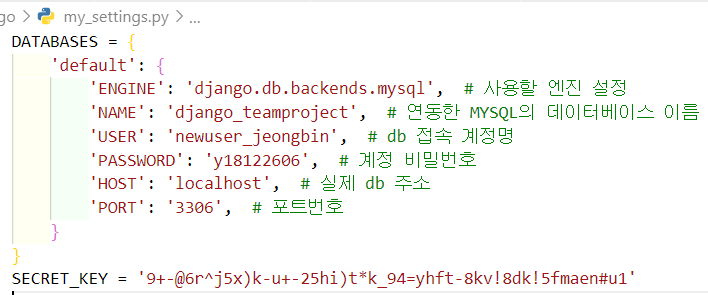 go > my_settings.py > ...
DATABASES = {
    'default': {
        'ENGINE': 'django.db.backends.mysql',  # 사용할 엔진 설정
        'NAME': 'django_teamproject',  # 연동한 MYSQL의 데이터베이스 이름
        'USER': 'newuser_jeongbin',  # db 접속 계정명
        'PASSWORD': 'y18122606',  # 계정 비밀번호
        'HOST': 'localhost',  # 실제 db 주소
        'PORT': '3306',  # 포트번호
    }
}
SECRET_KEY = '9+-@6r^j5x)k-u+-25hi)t*k_94=yhft-8kv!8dk!5fmaen#u1'